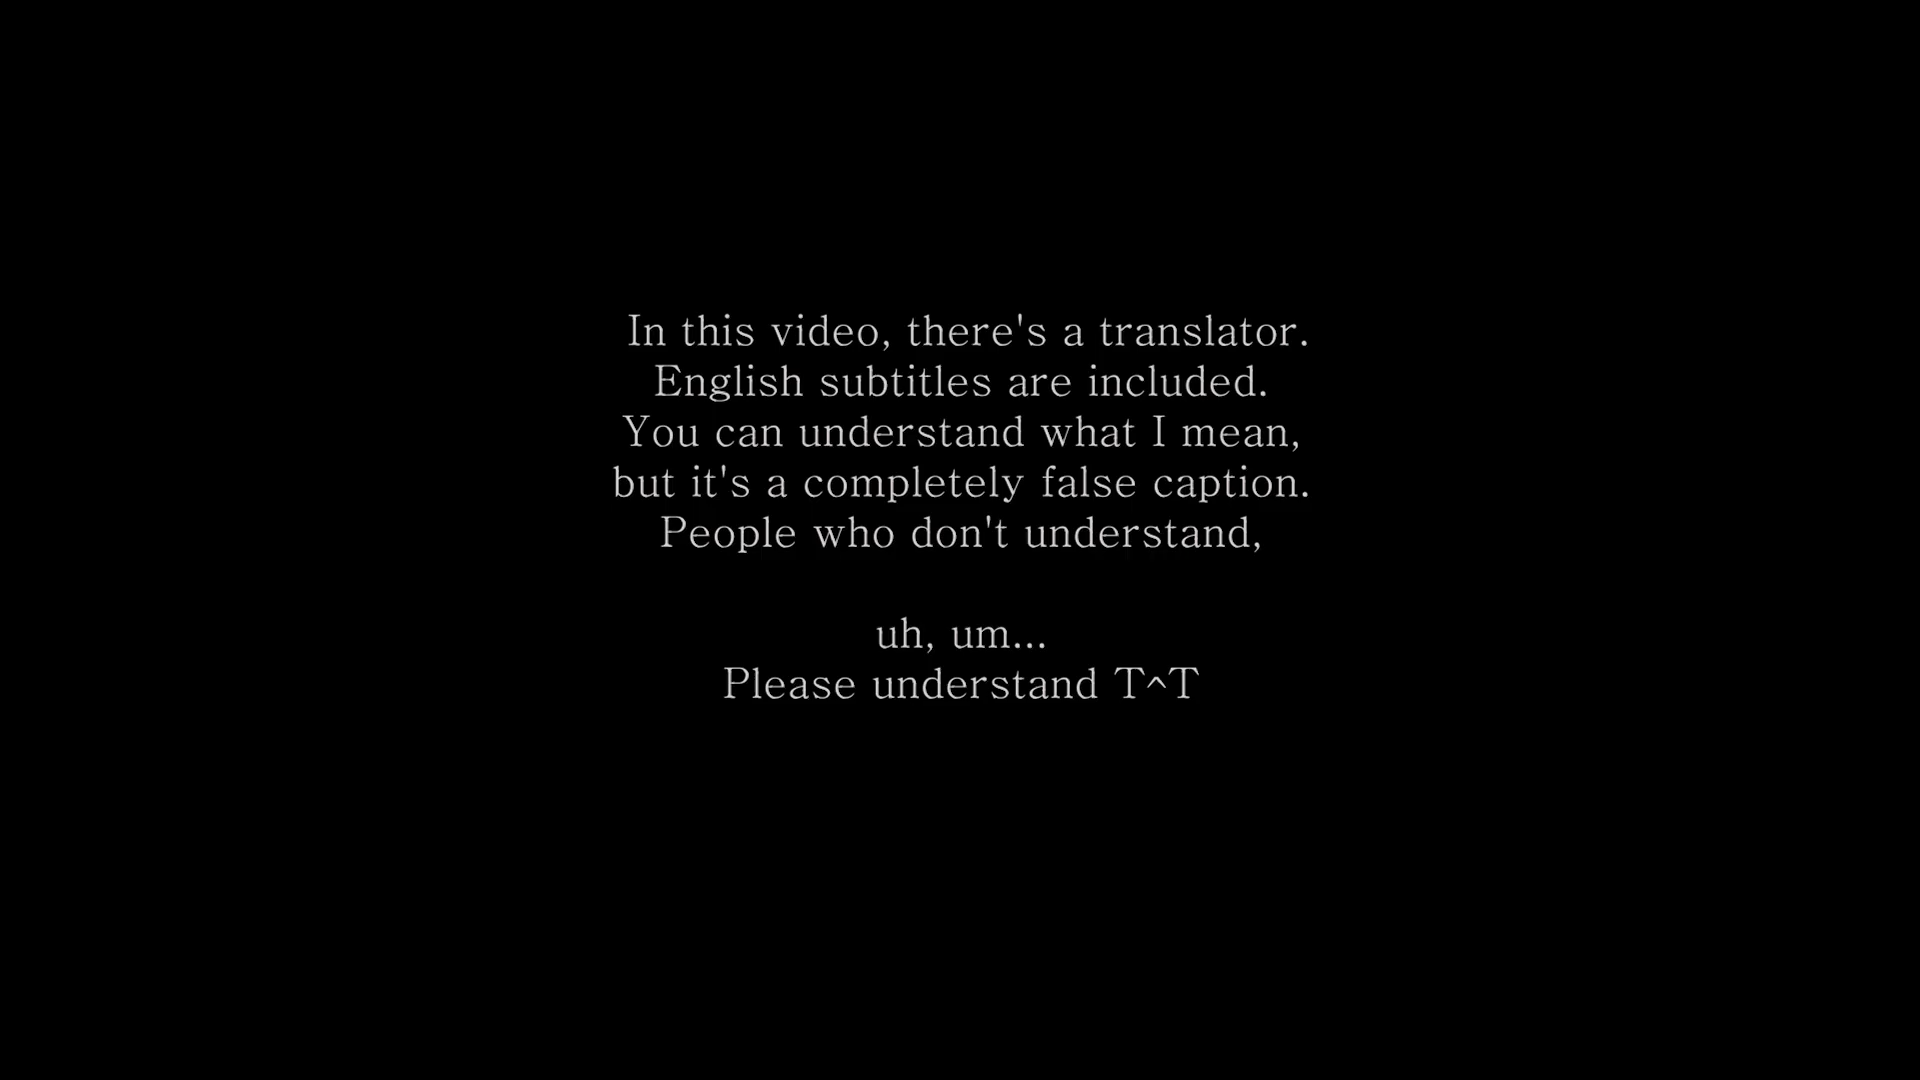 In this video, there's a translator.
English subtitles are included.
You can understand what I mean,
but it's a completely false caption.
People who don't understand,
uh, um...
Please understand T^T